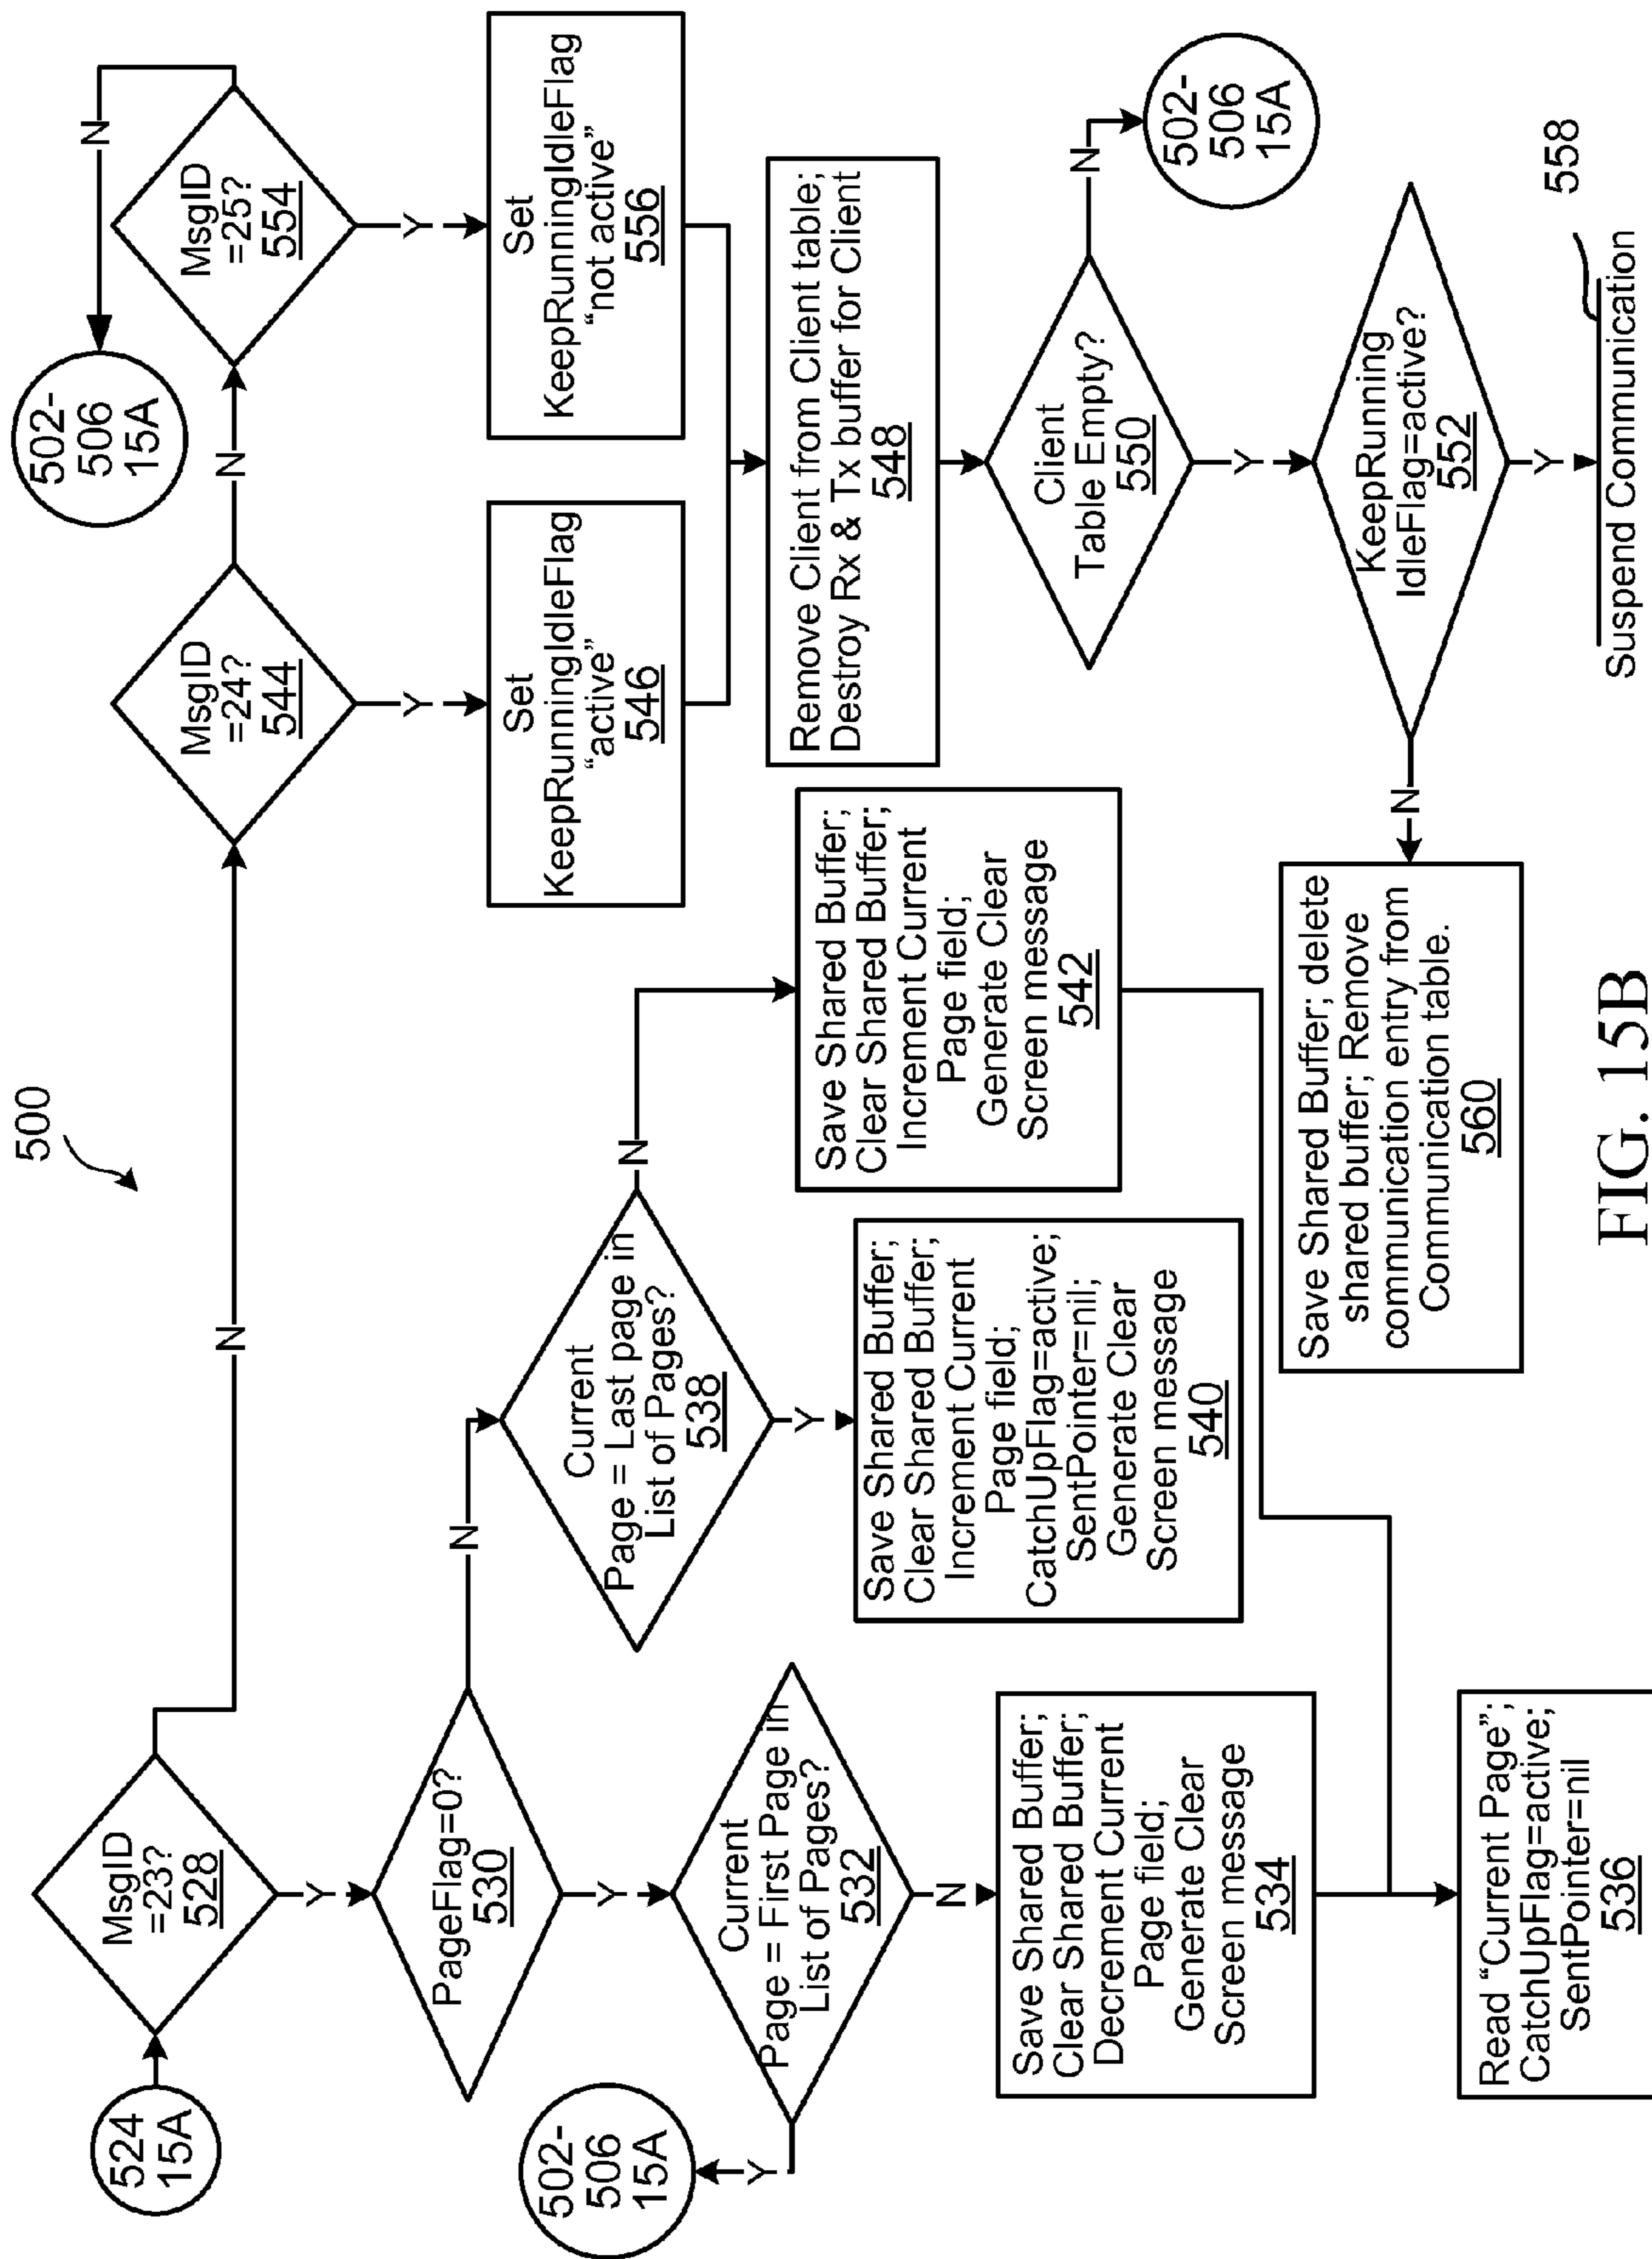 500
524
15A
MsgID
=23?
528
Y
N
PageFlag=0?
530
Y
N
Current
Page = First Page in
List of Pages?
532
Y
N
502-
506
15A
Save Shared Buffer;
Clear Shared Buffer;
Decrement Current
Page field;
Generate Clear
Screen message
534
Read “Current Page”;
CatchUpFlag=active;
SentPointer=nil
536
Current
Page = Last page in
List of Pages?
538
Y
N
Save Shared Buffer;
Clear Shared Buffer;
Increment Current
Page field;
CatchUpFlag=active;
SentPointer=nil;
Generate Clear
Screen message
540
Save Shared Buffer;
Clear Shared Buffer;
Increment Current
Page field;
Generate Clear
Screen message
542
MsgID
=24?
544
Y
N
Set
KeepRunningIdleFlag
“active”
546
MsgID
=25?
554
Y
N
502-
506
15A
Set
KeepRunningIdleFlag
“not active”
556
Remove Client from Client table;
Destroy Rx & Tx buffer for Client
548
Client
Table Empty?
550
Y
N
502-
506
15A
KeepRunning
IdleFlag=active?
552
Y
N
558
Suspend Communication
Save Shared Buffer; delete
shared buffer; Remove
communication entry from
Communication table.
560
FIG. 15B